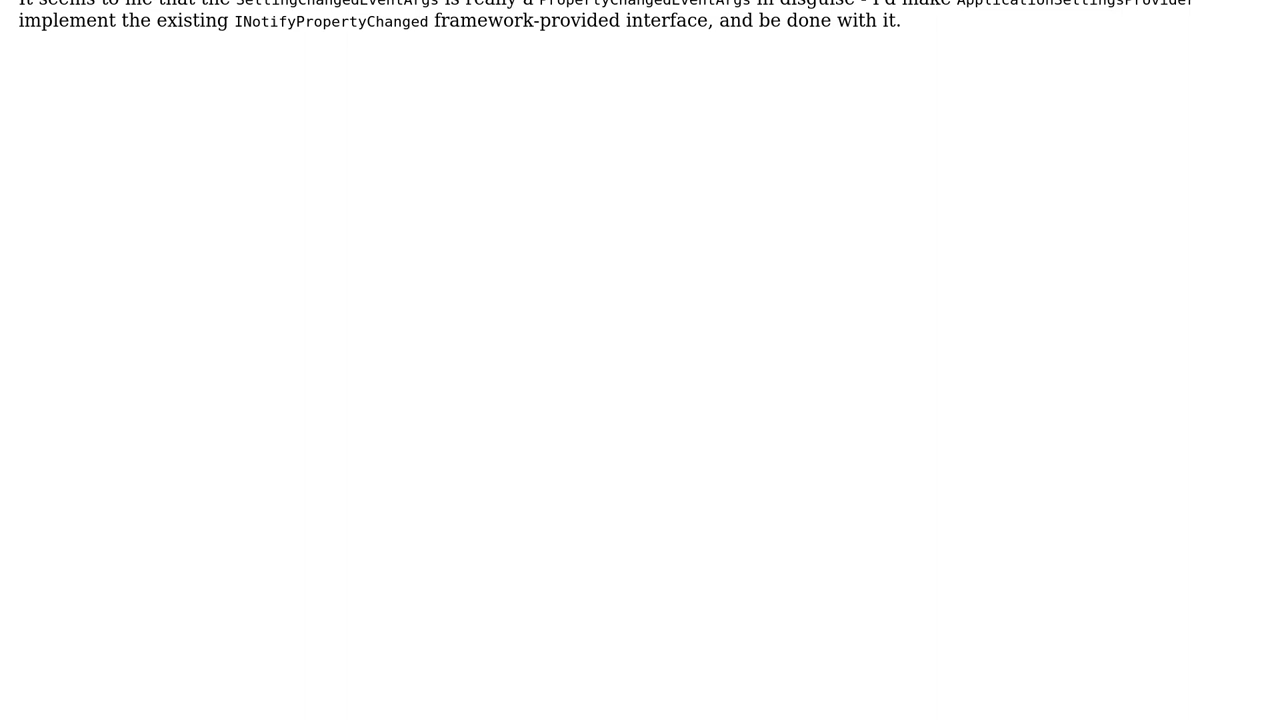 It seems to me that the SettingChangedEventArgs is really a PropertyChangedEventArgs in disguise - I'd make ApplicationSettingsProvider
implement the existing INotifyPropertyChanged framework-provided interface, and be done with it.